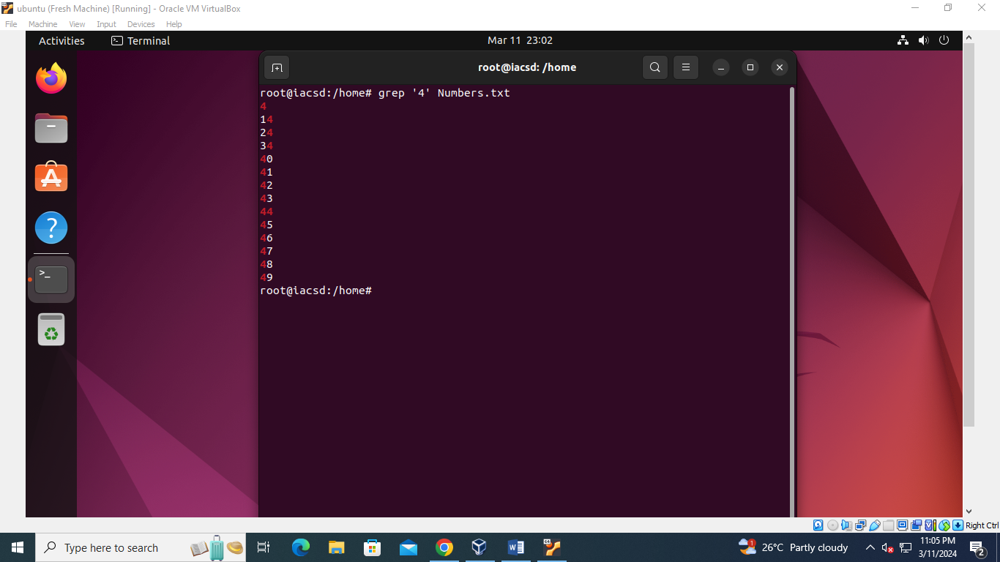 ubuntu (Fresh Machine) [Running] - Oracle VM VirtualBox
File Machine View Input Devices Help
Activities Terminal Mar 11 23:02
root@iacsd: /home
root@iacsd:/home# grep '4' Numbers.txt
4
14
24
34
40
41
42
43
44
45
46
47
48
49
root@iacsd:/home#
Right Ctrl
Type here to search
26°C Partly cloudy
11:05 PM
3/11/2024
2